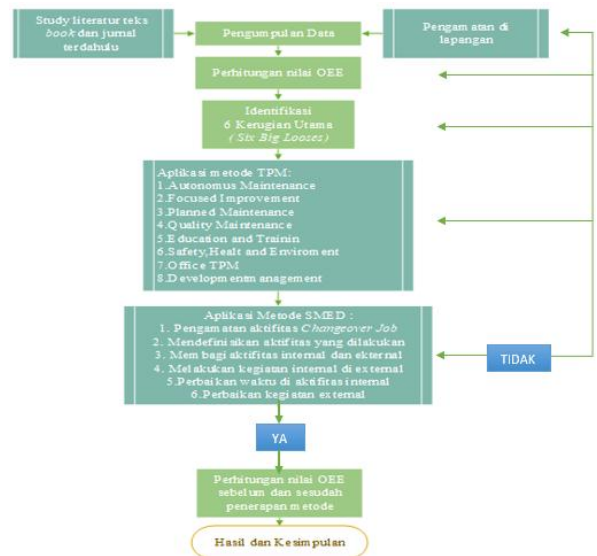 Study literatur teks
book dan jurnal
terdahulu
Pengumpulan Data
Pengamatan di
lapangan
Perhitungan nilai OEE
Identifikasi
6 Kerugian Utama
( Six Big Looses)
Aplikasi metode TPM:
1.Autonomus Maintenance
2.Focused Improvement
3.Planned Maintenance
4.Quality Maintenance
5.Education and Trainin
6.Safety,Healt and Enviroment
7.Office TPM
8.Developmentmanagement
Aplikasi Metode SMED :
1. Pengamatan aktifitas Changeover Job
2. Mendefinisikan aktifitas yang dilakukan
3. Membagi aktifitas internal dan ekternal
4. Melakukan kegiatan internal di external
5.Perbaikan waktu di aktifitas internal
6.Perbaikan kegiatan external
TIDAK
YA
Perhitungan nilai OEE
sebelum dan sesudah
penerapan metode
Hasil dan Kesimpulan